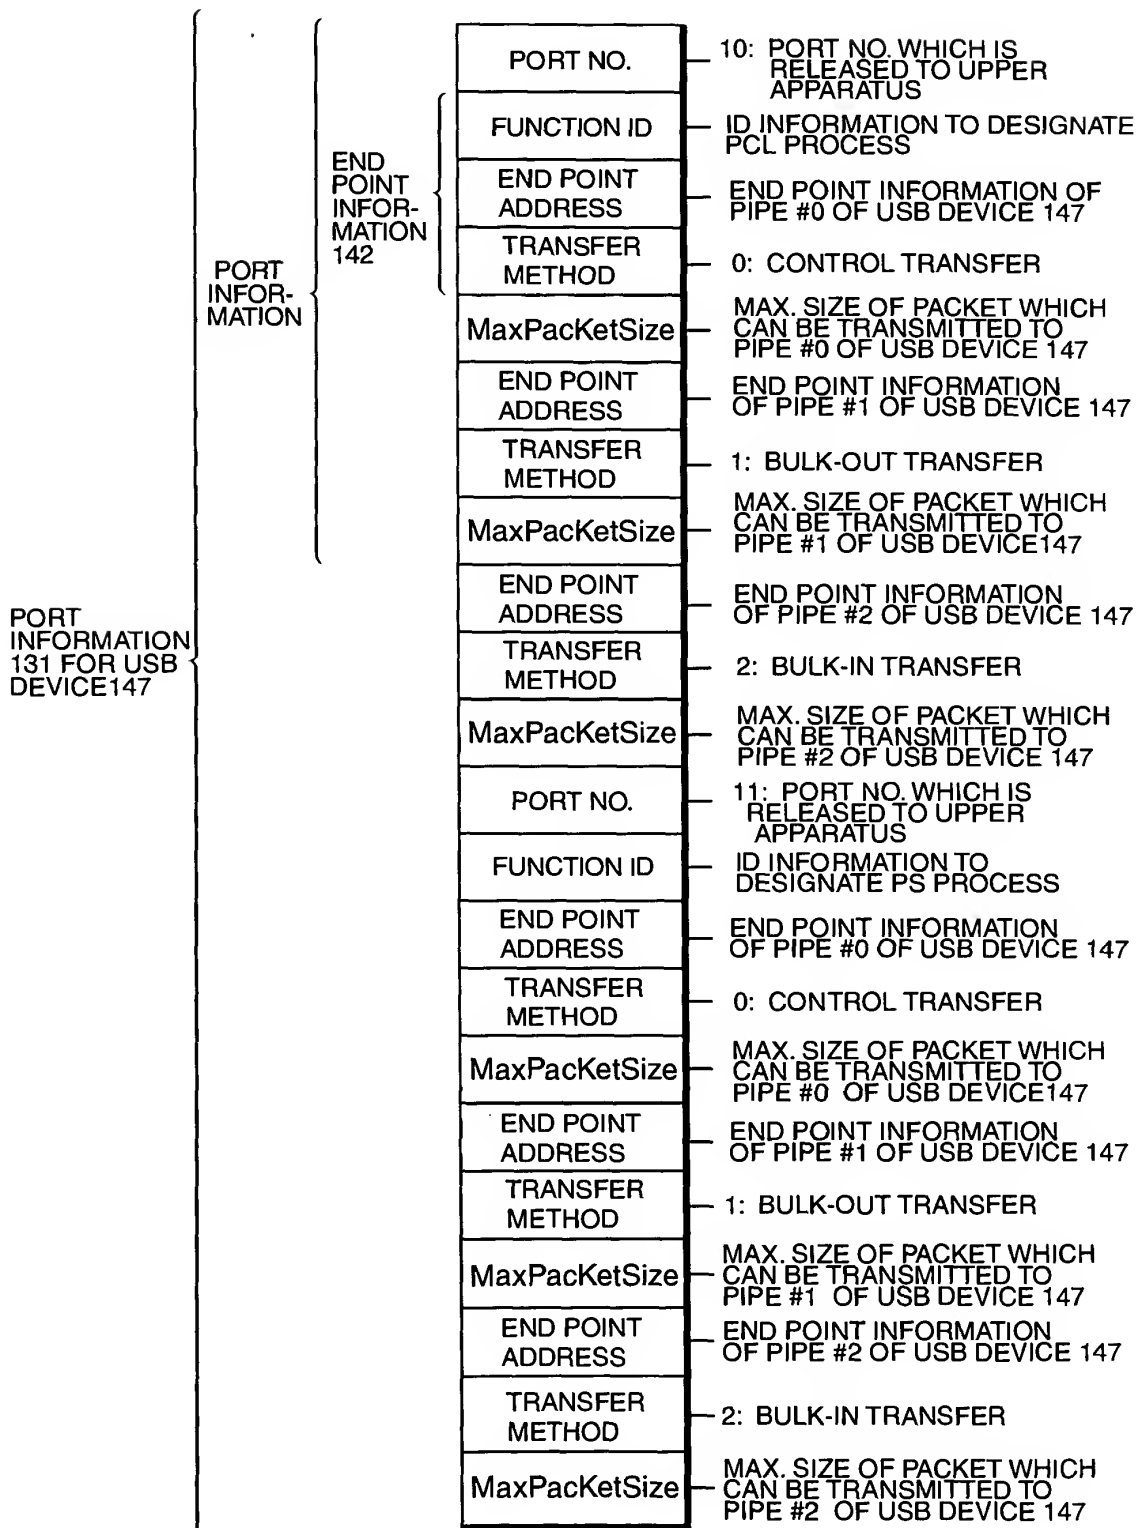 PORT
INFORMATION
131 FOR USB
DEVICE147
PORT
INFOR-
MATION
END
POINT
INFOR-
MATION
142
PORT NO.
10: PORT NO. WHICH IS
RELEASED TO UPPER
APPARATUS
FUNCTION ID
ID INFORMATION TO DESIGNATE
PCL PROCESS
END POINT
ADDRESS
END POINT INFORMATION OF
PIPE #0 OF USB DEVICE 147
TRANSFER
METHOD
0: CONTROL TRANSFER
MaxPacKetSize
MAX. SIZE OF PACKET WHICH
CAN BE TRANSMITTED TO
PIPE #0 OF USB DEVICE 147
END POINT
ADDRESS
END POINT INFORMATION
OF PIPE #1 OF USB DEVICE 147
TRANSFER
METHOD
1: BULK-OUT TRANSFER
MaxPacKetSize
MAX. SIZE OF PACKET WHICH
CAN BE TRANSMITTED TO
PIPE #1 OF USB DEVICE147
END POINT
ADDRESS
END POINT INFORMATION
OF PIPE #2 OF USB DEVICE 147
TRANSFER
METHOD
2: BULK-IN TRANSFER
MaxPacKetSize
MAX. SIZE OF PACKET WHICH
CAN BE TRANSMITTED TO
PIPE #2 OF USB DEVICE 147
PORT NO.
11: PORT NO. WHICH IS
RELEASED TO UPPER
APPARATUS
FUNCTION ID
ID INFORMATION TO
DESIGNATE PS PROCESS
END POINT
ADDRESS
END POINT INFORMATION
OF PIPE #0 OF USB DEVICE 147
TRANSFER
METHOD
0: CONTROL TRANSFER
MaxPacKetSize
MAX. SIZE OF PACKET WHICH
CAN BE TRANSMITTED TO
PIPE #0 OF USB DEVICE147
END POINT
ADDRESS
END POINT INFORMATION
OF PIPE #1 OF USB DEVICE 147
TRANSFER
METHOD
1: BULK-OUT TRANSFER
MaxPacKetSize
MAX. SIZE OF PACKET WHICH
CAN BE TRANSMITTED TO
PIPE #1 OF USB DEVICE 147
END POINT
ADDRESS
END POINT INFORMATION
OF PIPE #2 OF USB DEVICE 147
TRANSFER
METHOD
2: BULK-IN TRANSFER
MaxPacKetSize
MAX. SIZE OF PACKET WHICH
CAN BE TRANSMITTED TO
PIPE #2 OF USB DEVICE 147